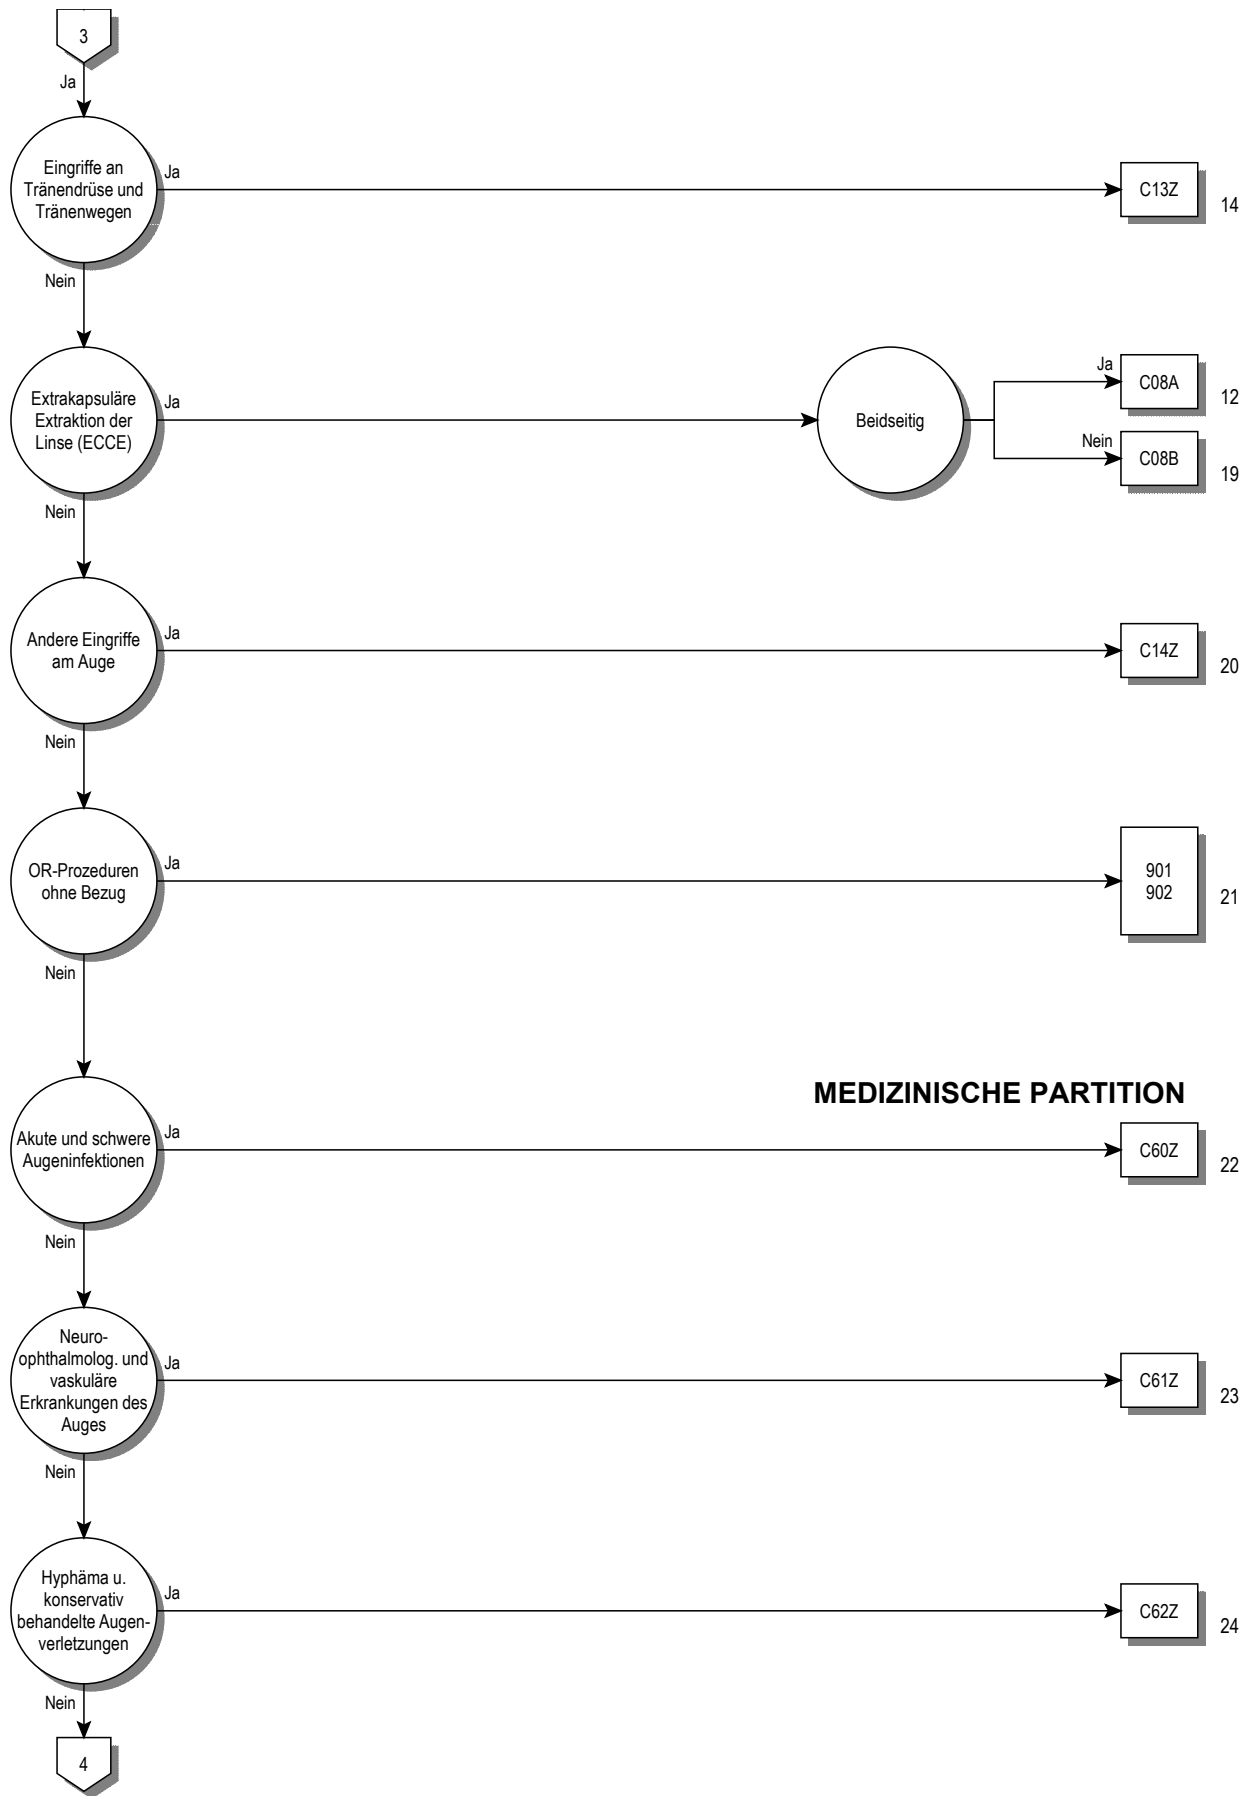 3
Ja
Eingriffe an
Tränendrüse und
Tränenwegen
Ja
C13Z
14
Nein
Extrakapsuläre
Extraktion der
Linse (ECCE)
Ja
Beidseitig
Ja
C08A
12
Nein
C08B
19
Nein
Andere Eingriffe
am Auge
Ja
C14Z
20
Nein
OR-Prozeduren
ohne Bezug
Ja
901
902
21
Nein
MEDIZINISCHE PARTITION
Akute und schwere
Augeninfektionen
Ja
C60Z
22
Nein
Neuro-
ophthalmolog. und
vaskuläre
Erkrankungen des
Auges
Ja
C61Z
23
Nein
Hyphäma u.
konservativ
behandelte Augen-
verletzungen
Ja
C62Z
24
Nein
4